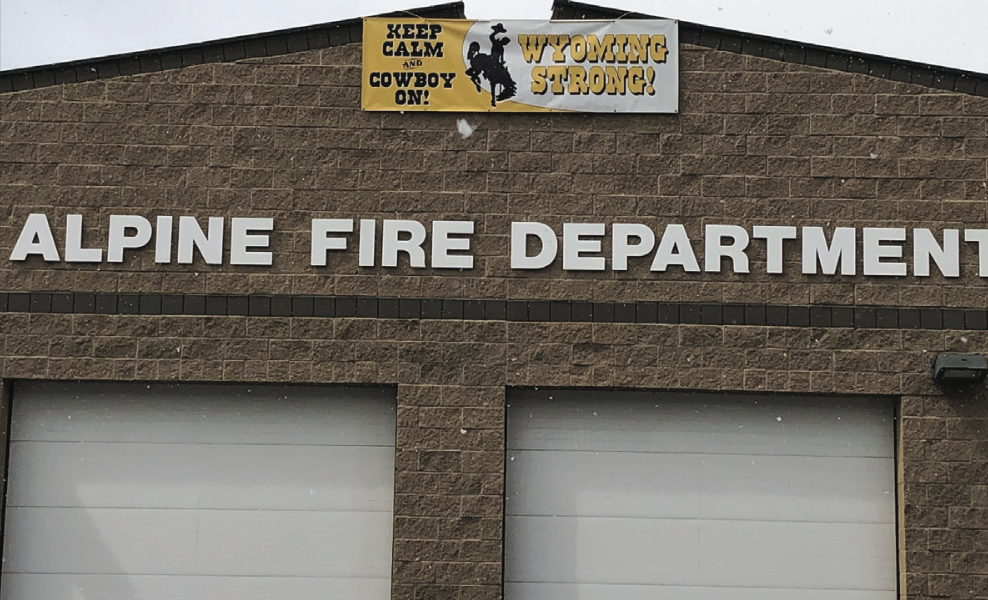 KEEP
CALM
AND
COWBOY
ON!
WYOMING
STRONG!
ALPINE FIRE DEPARTMENT